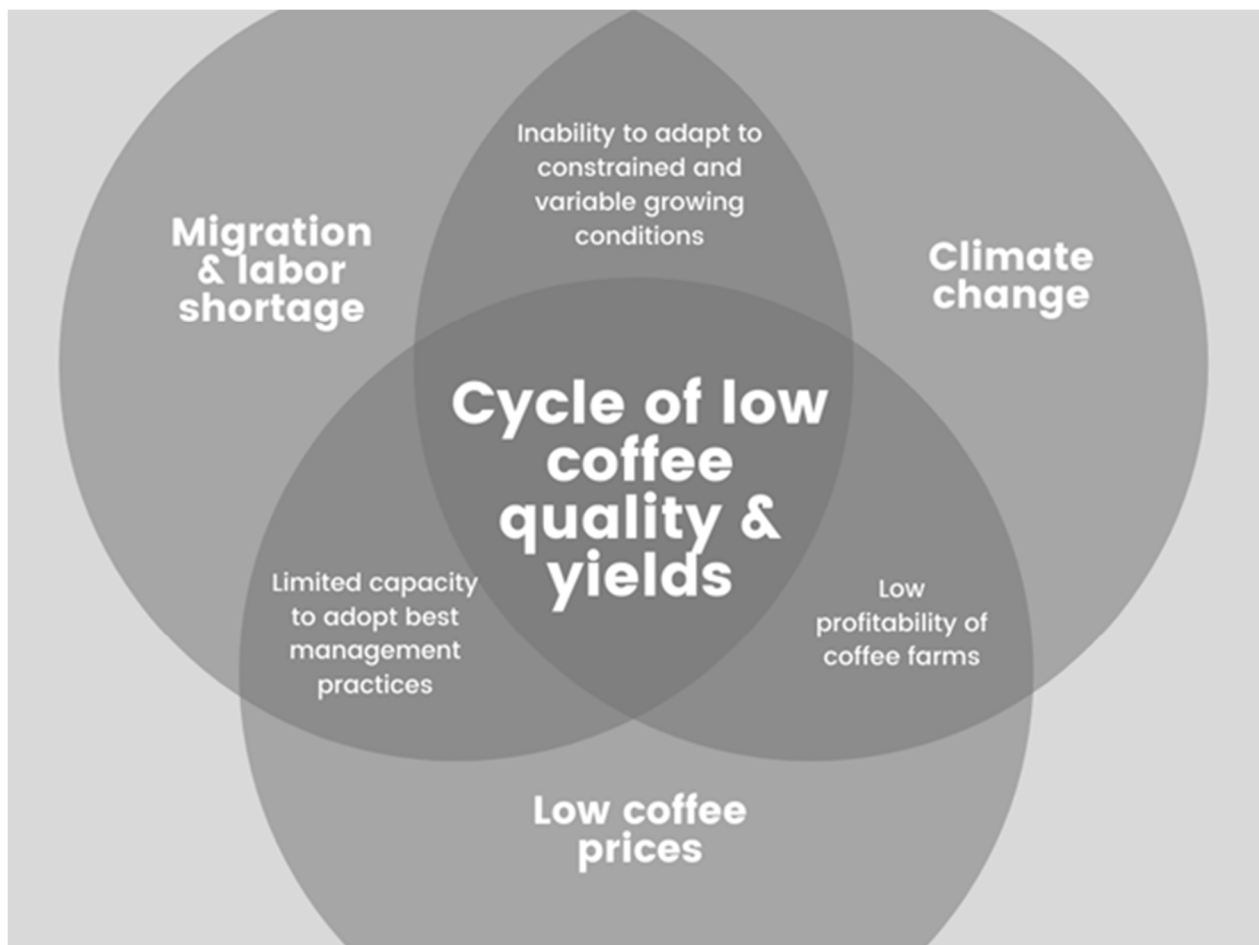 Inability to adapt to
constrained and
variable growing
conditions
Migration
& labor
shortage
Climate
change
Cycle of low
coffee
quality &
yields
Limited capacity
to adopt best
management
practices
Low
profitability of
coffee farms
Low coffee
prices